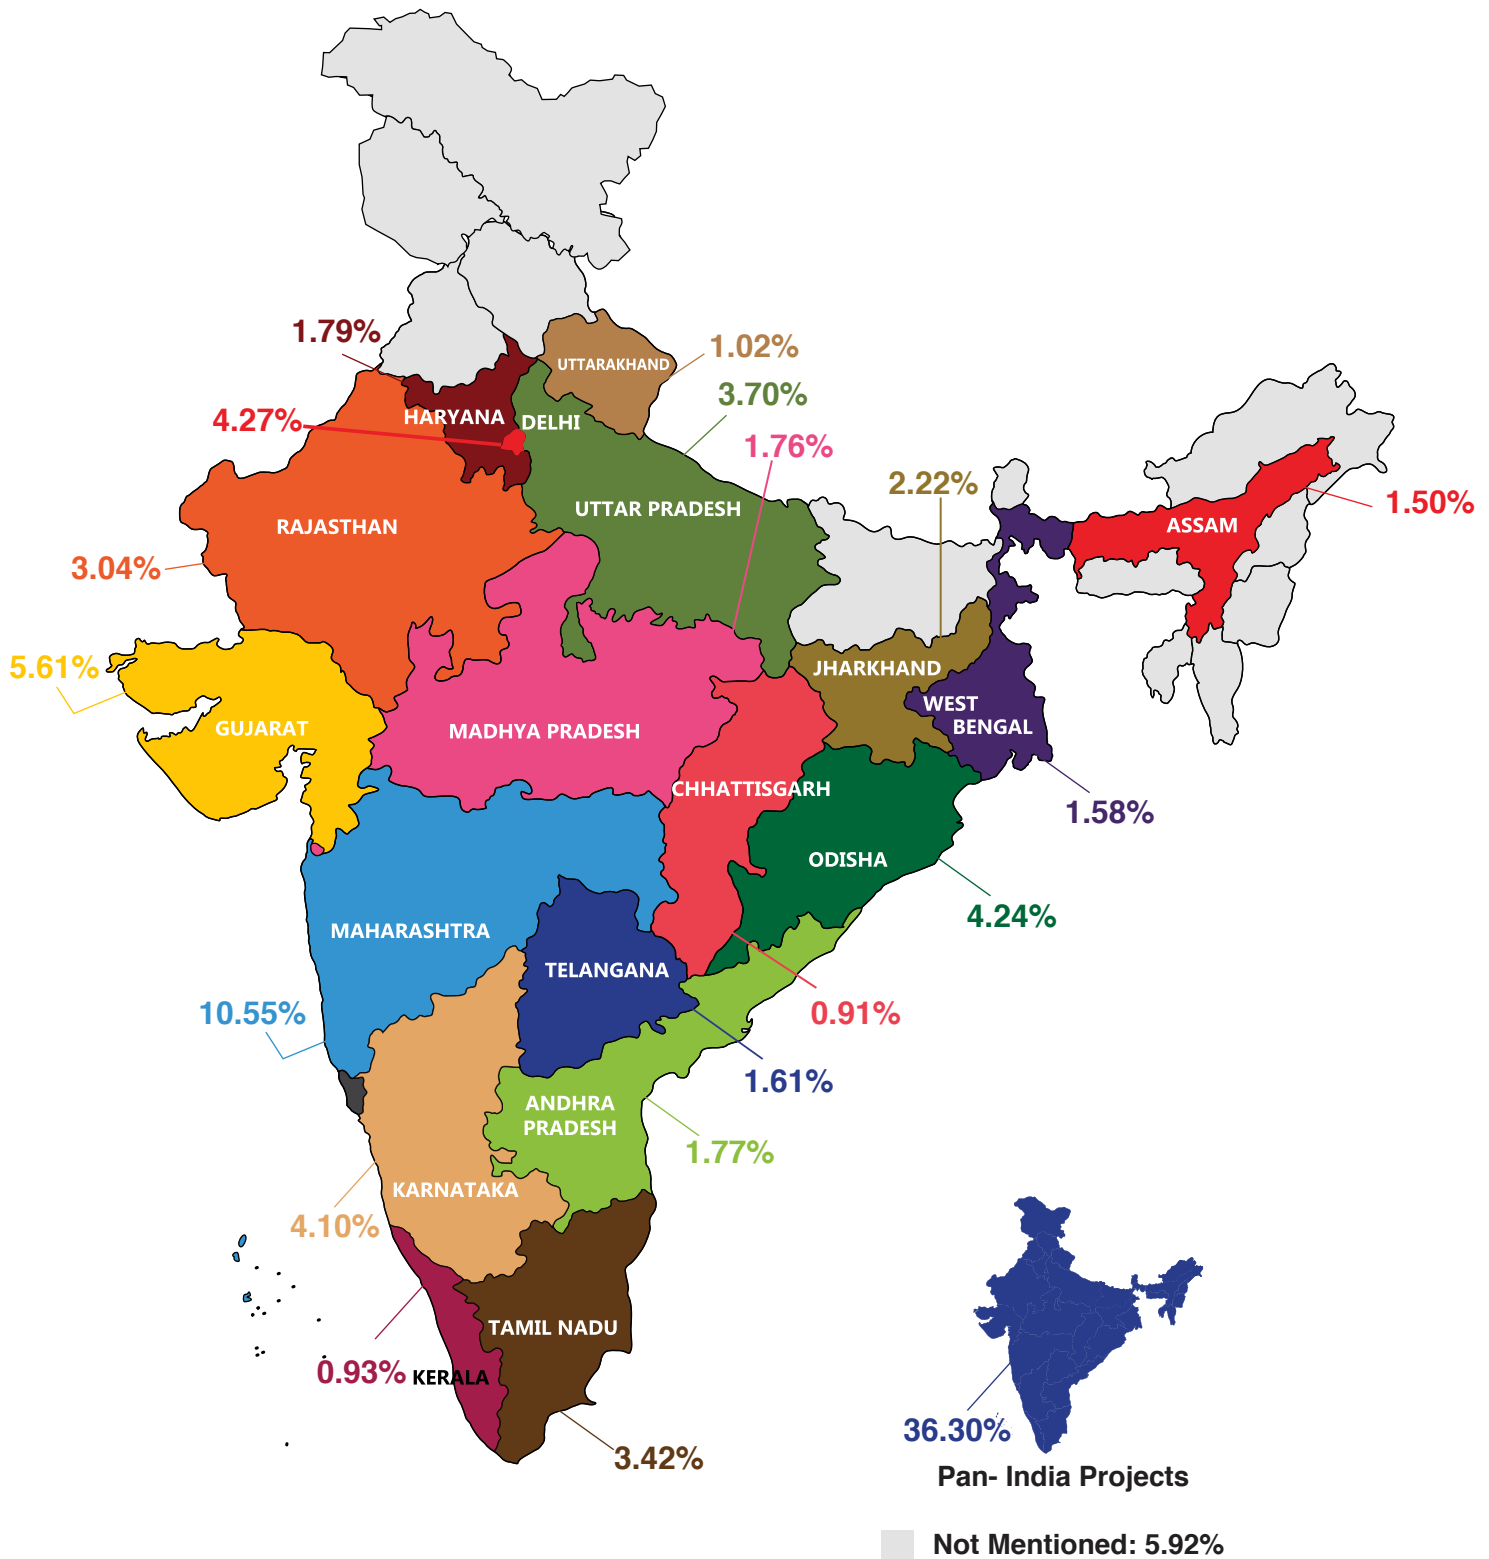 1.79%
UTTARAKHAND
1.02%
3.70%
4.27%
HARYANA
DELHI
1.76%
2.22%
1.50%
RAJASTHAN
UTTAR PRADESH
ASSAM
3.04%
5.61%
JHARKHAND
GUJARAT
MADHYA PRADESH
WEST
BENGAL
CHHATTISGARH
1.58%
ODISHA
4.24%
MAHARASHTRA
TELANGANA
10.55%
0.91%
1.61%
ANDHRA
PRADESH
1.77%
KARNATAKA
4.10%
TAMIL NADU
0.93%
KERALA
3.42%
36.30%
Pan- India Projects
Not Mentioned: 5.92%